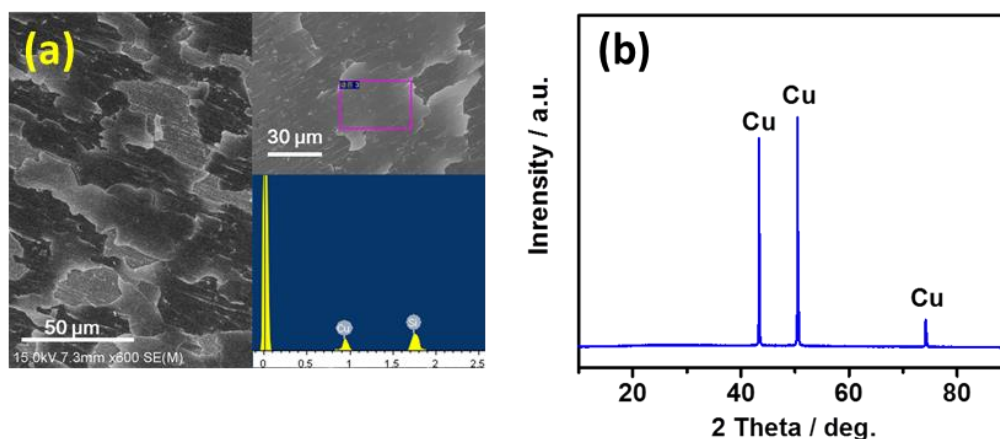 (a)
30 µm
50 µm
15.0kV 7.3mm x600 SE(M)
Cu
Si
0 0.5 1 1.5 2 2.5
(b)
Cu
Cu
Cu
Inrensity / a.u.
20 40 60 80
2 Theta / deg.